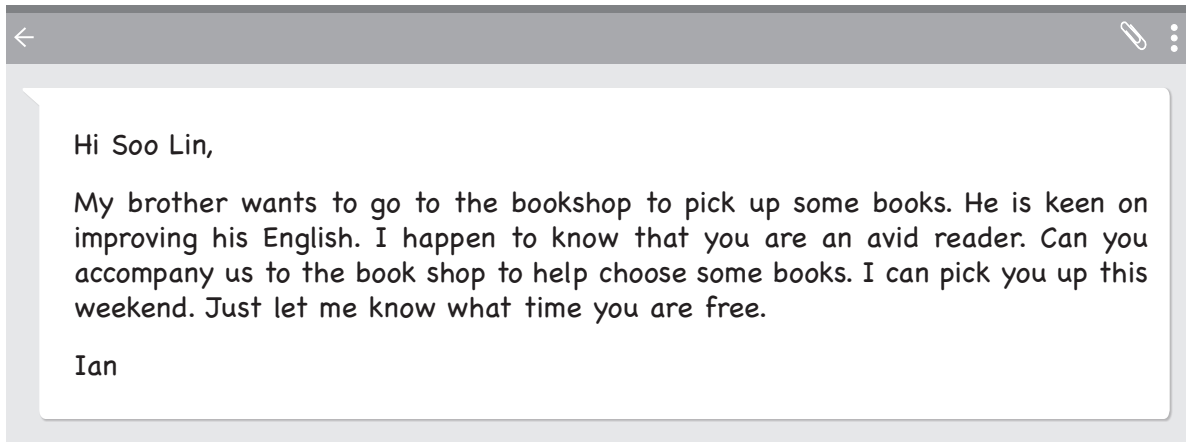 Hi Soo Lin,
My brother wants to go to the bookshop to pick up some books. He is keen on
improving his English. I happen to know that you are an avid reader. Can you
accompany us to the book shop to help choose some books. I can pick you up this
weekend. Just let me know what time you are free.
Ian